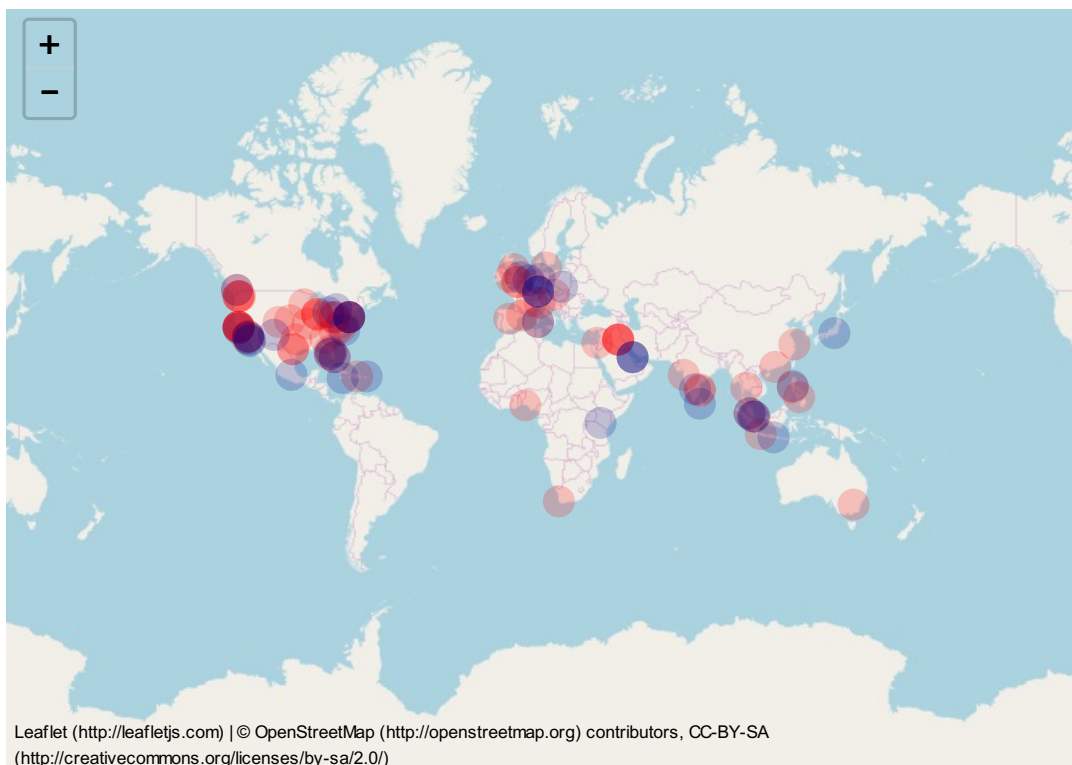 +
−
Leaflet (http://leafletjs.com) | © OpenStreetMap (http://openstreetmap.org) contributors, CC-BY-SA
(http://creativecommons.org/licenses/by-sa/2.0/)